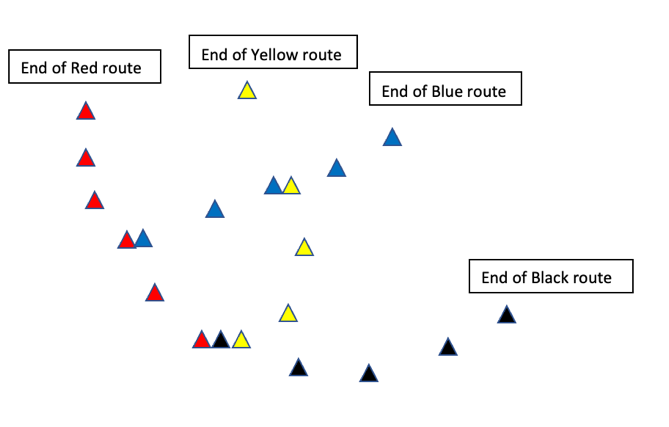 End of Red route
End of Yellow route
End of Blue route
End of Black route